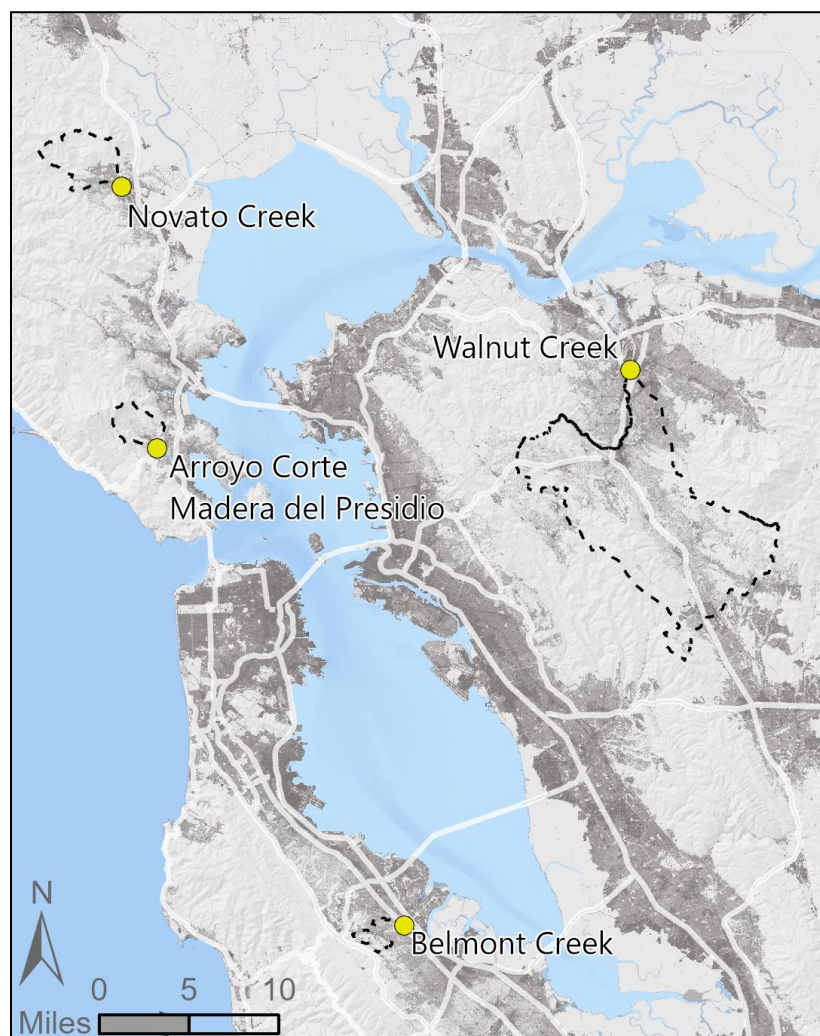 Novato Creek
Walnut Creek
Arroyo Corte
Madera del Presidio
Belmont Creek
N
0 5 10
Miles